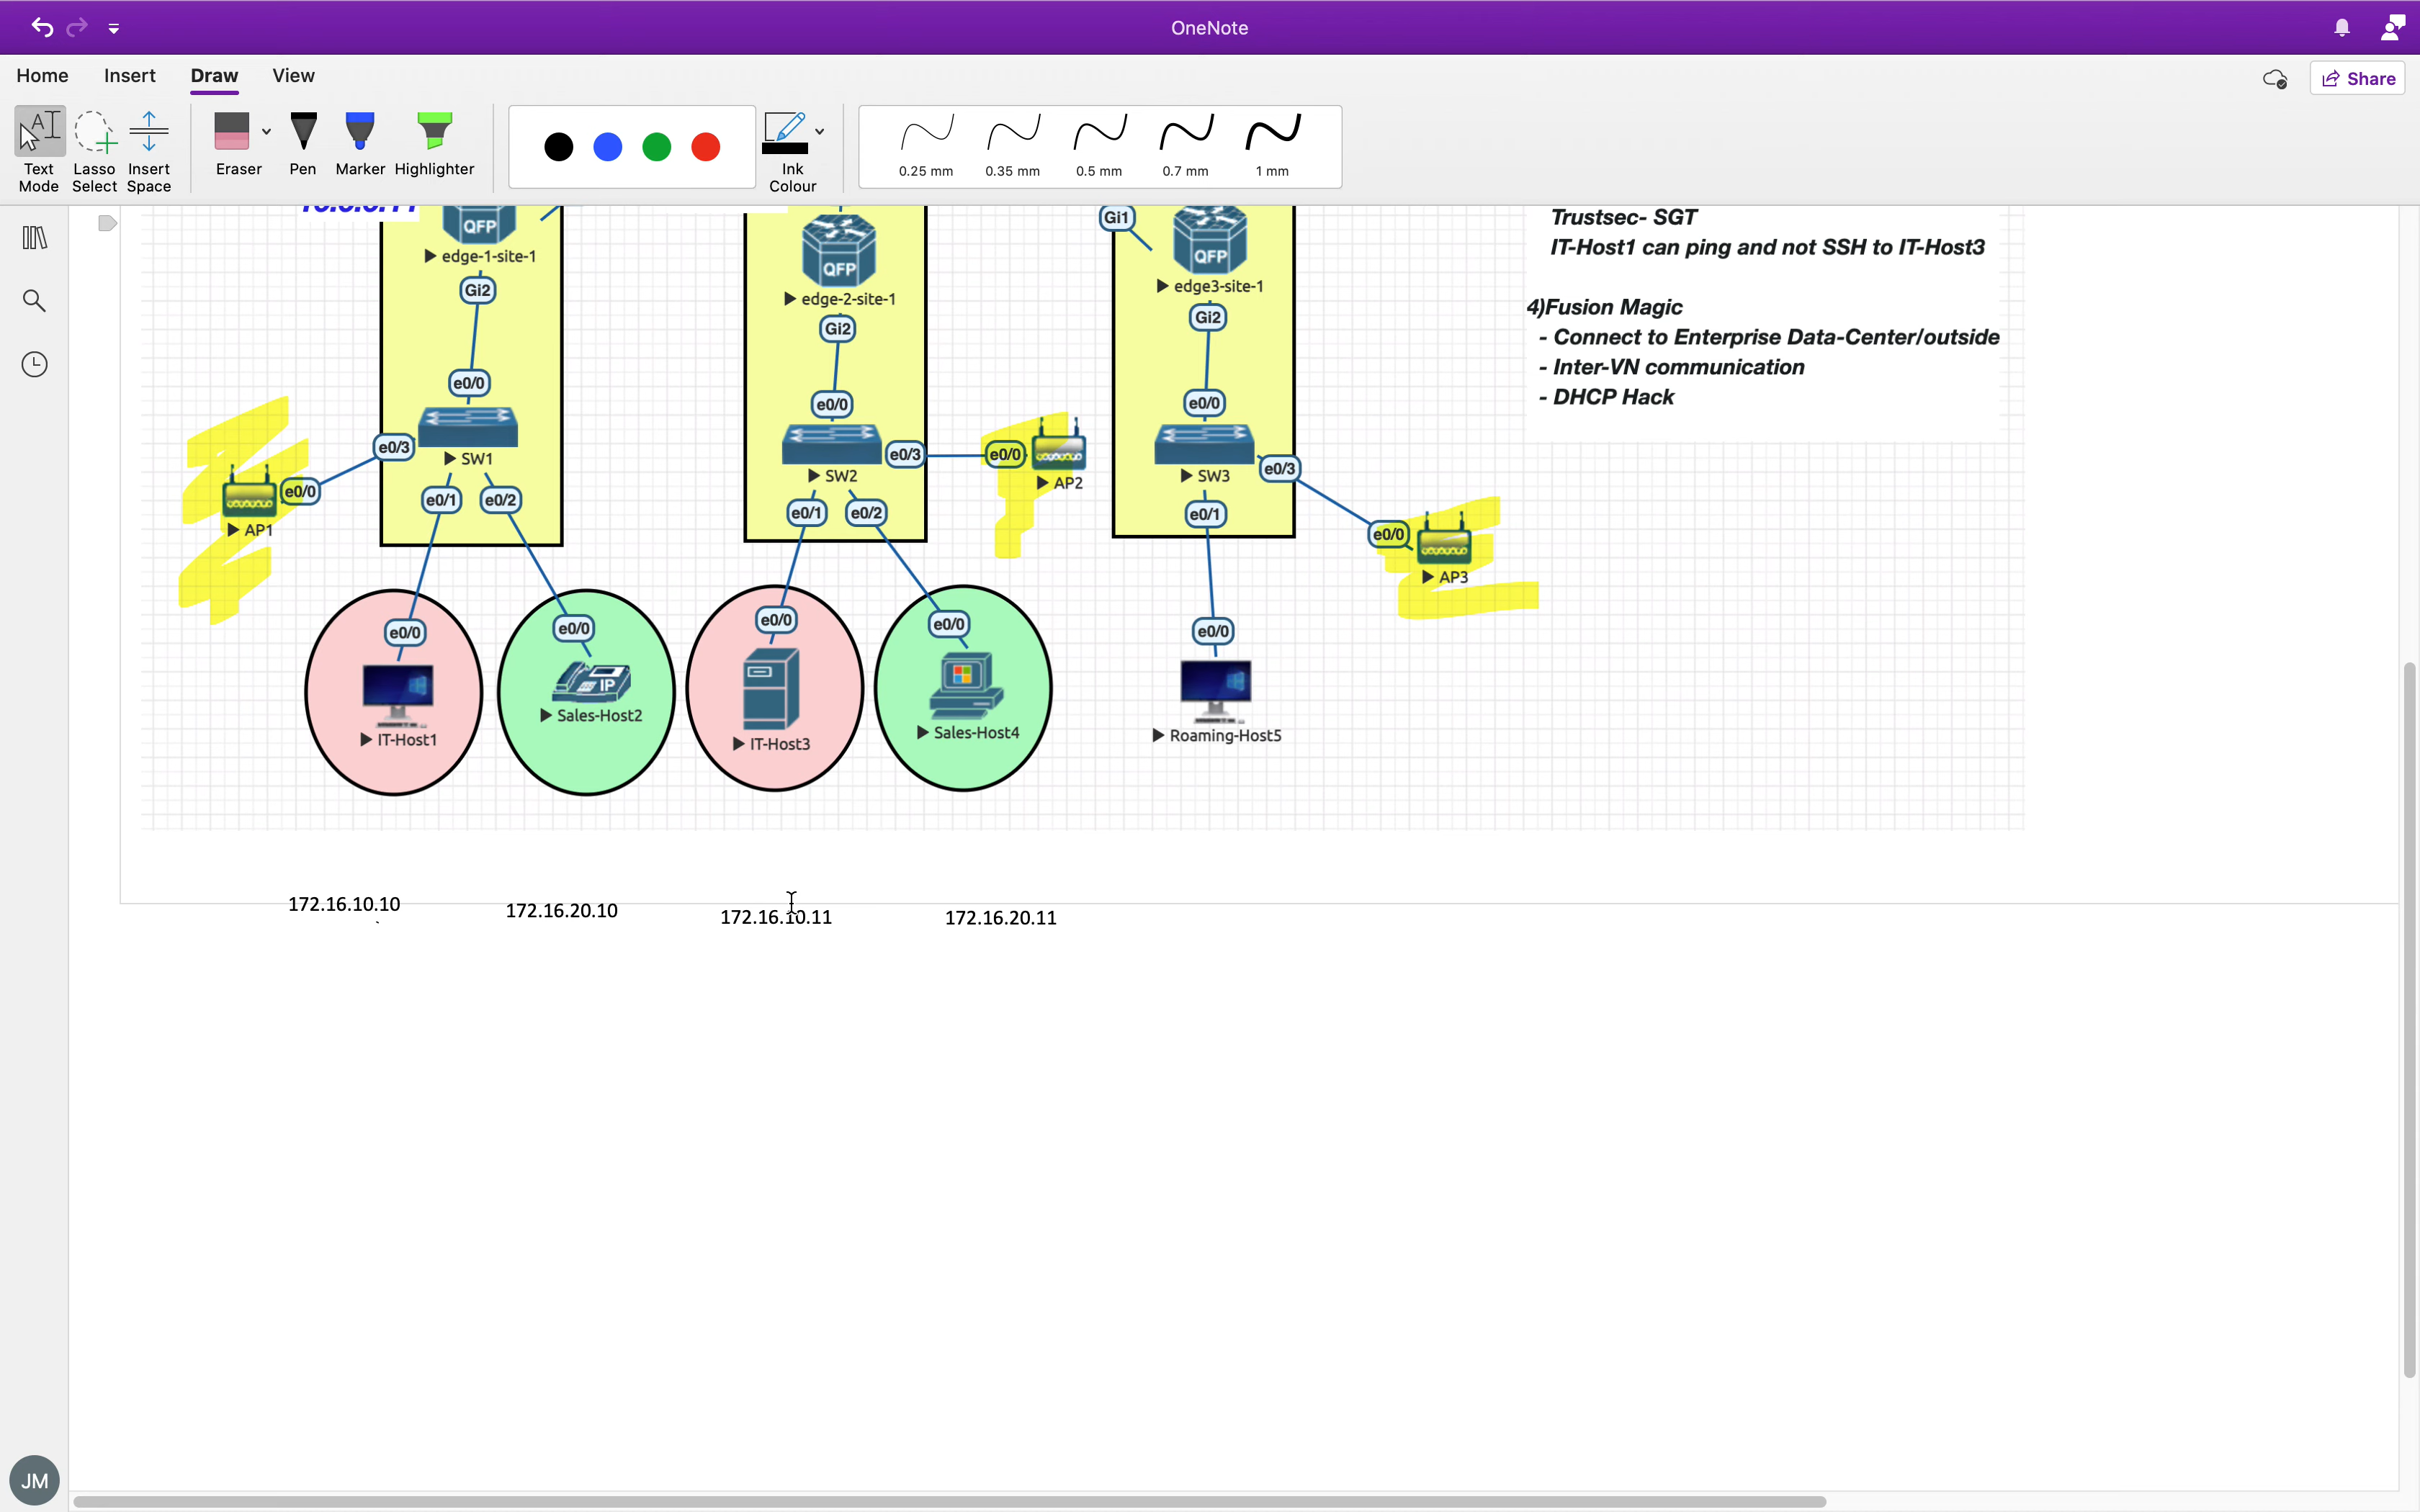 OneNote
Home Insert Draw View
Share
Text Mode
Lasso Select
Insert Space
Eraser
Pen
Marker
Highlighter
Ink Colour
0.25 mm
0.35 mm
0.5 mm
0.7 mm
1 mm
Trustsec- SGT
IT-Host1 can ping and not SSH to IT-Host3
4)Fusion Magic
- Connect to Enterprise Data-Center/outside
- Inter-VN communication
- DHCP Hack
QFP
edge-1-site-1
Gi2
e0/0
e0/3
SW1
e0/1
e0/2
e0/0
AP1
QFP
edge-2-site-1
Gi2
e0/0
e0/3
SW2
e0/1
e0/2
e0/0
AP2
Gi1
QFP
edge3-site-1
Gi2
e0/0
SW3
e0/3
e0/1
e0/0
AP3
e0/0
IT-Host1
e0/0
IP
Sales-Host2
e0/0
IT-Host3
e0/0
Sales-Host4
e0/0
Roaming-Host5
172.16.10.10
172.16.20.10
172.16.10.11
172.16.20.11
JM